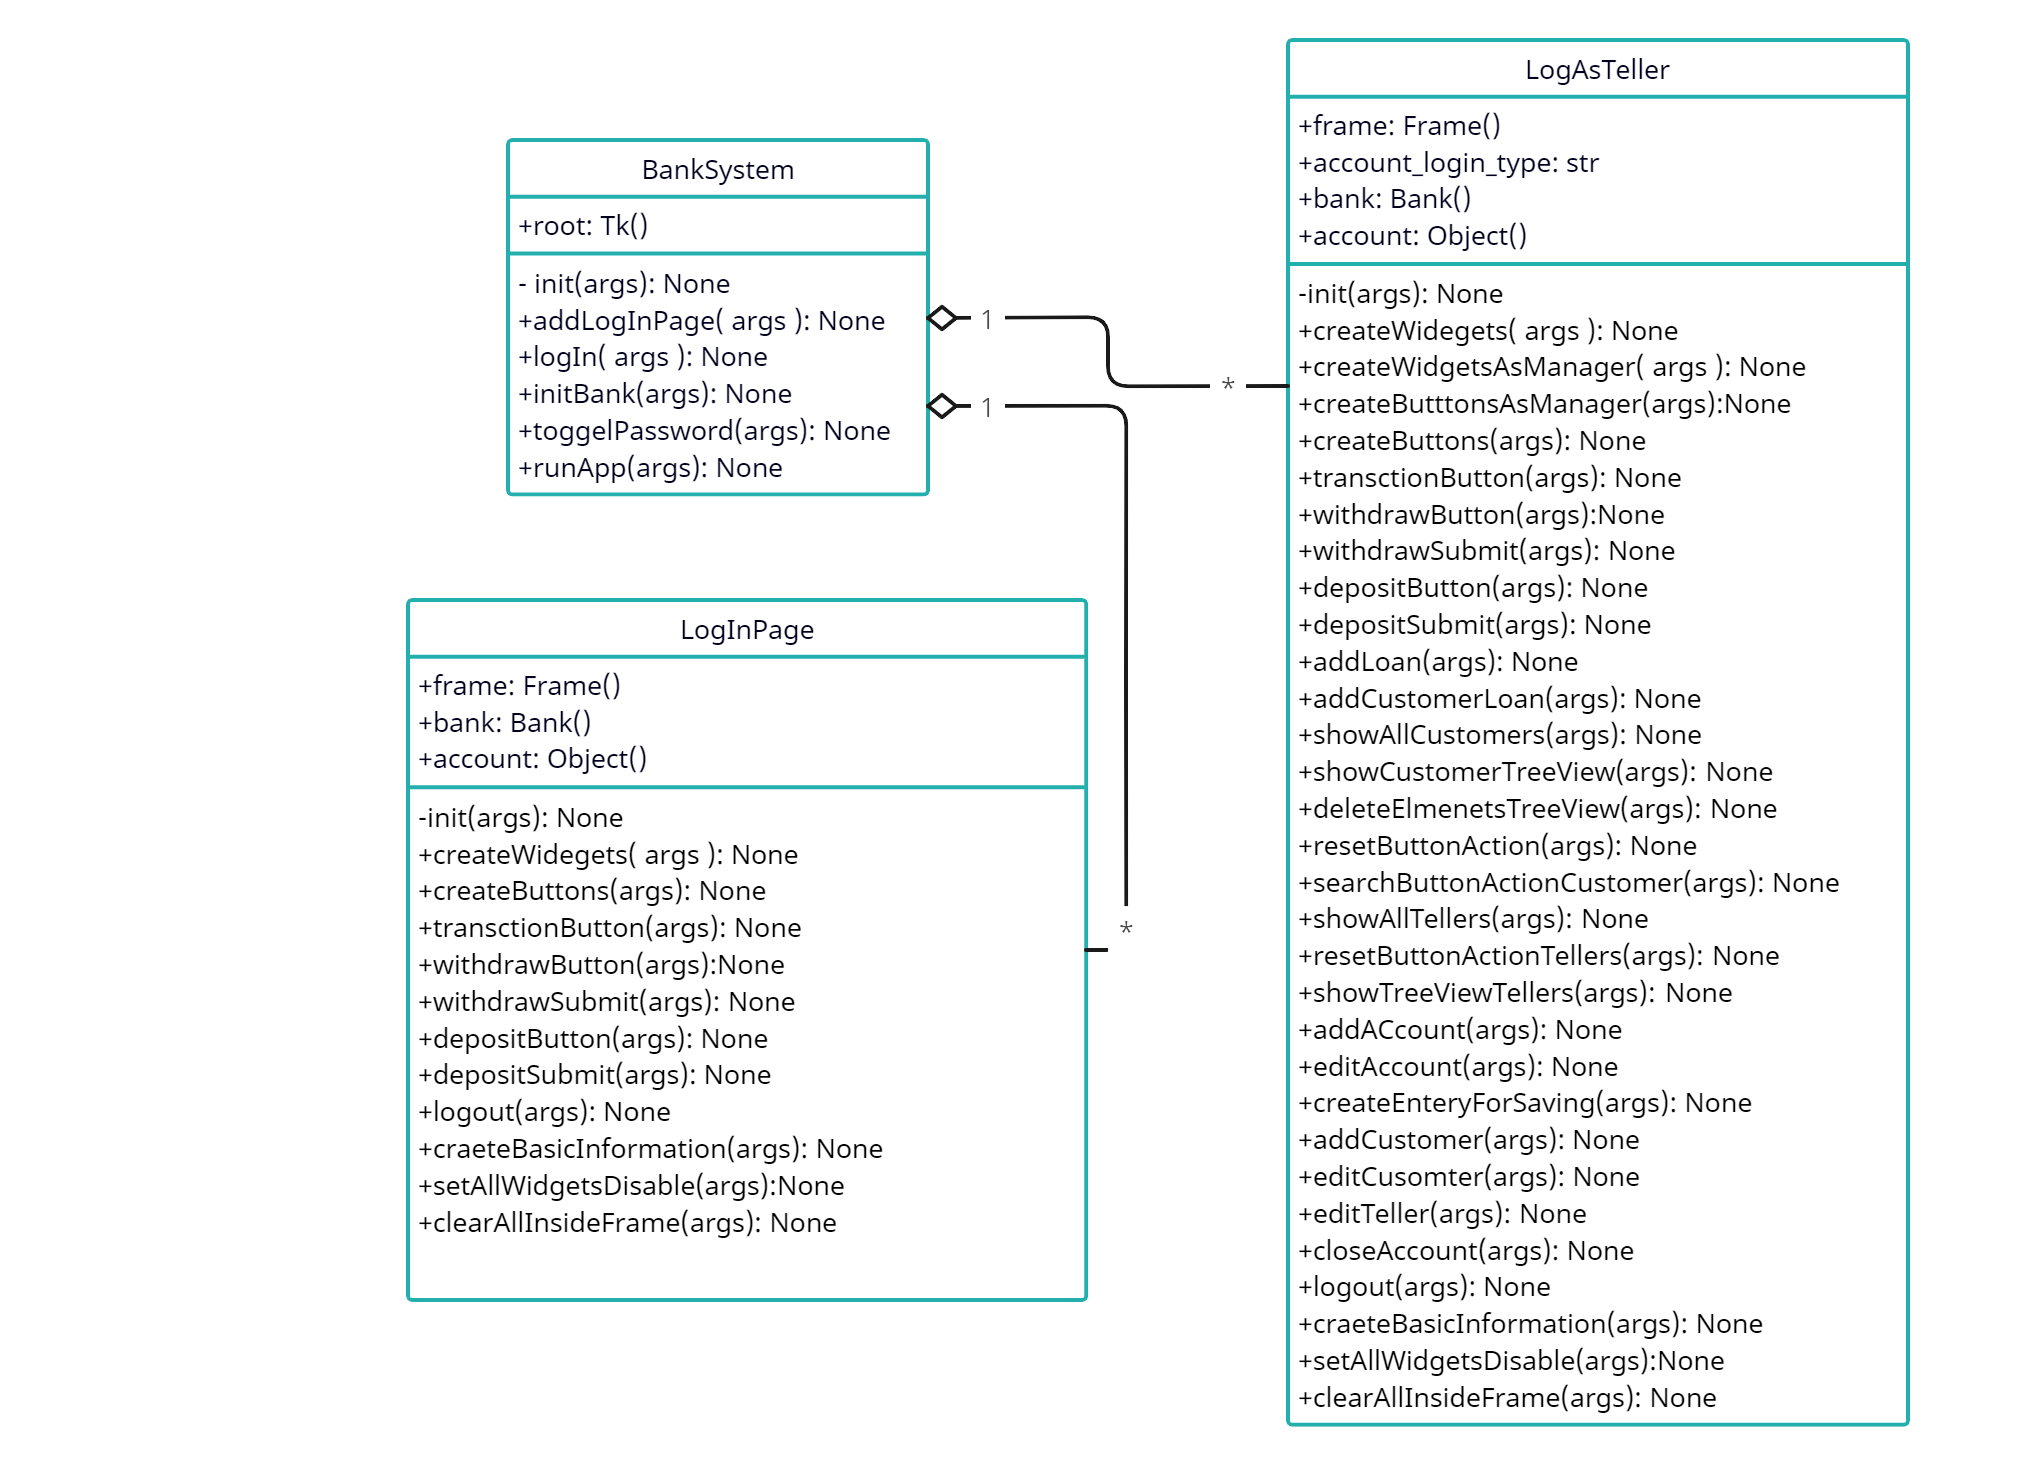 BankSystem
+root: Tk()
- init(args): None
+addLogInPage( args ): None
+logIn( args ): None
+initBank(args): None
+toggelPassword(args): None
+runApp(args): None
1
*
1
*
LogInPage
+frame: Frame()
+bank: Bank()
+account: Object()
-init(args): None
+createWidegets( args ): None
+createButtons(args): None
+transctionButton(args): None
+withdrawButton(args):None
+withdrawSubmit(args): None
+depositButton(args): None
+depositSubmit(args): None
+logout(args): None
+craeteBasicInformation(args): None
+setAllWidgetsDisable(args):None
+clearAllInsideFrame(args): None
LogAsTeller
+frame: Frame()
+account_login_type: str
+bank: Bank()
+account: Object()
-init(args): None
+createWidegets( args ): None
+createWidgetsAsManager( args ): None
+createButttonsAsManager(args):None
+createButtons(args): None
+transctionButton(args): None
+withdrawButton(args):None
+withdrawSubmit(args): None
+depositButton(args): None
+depositSubmit(args): None
+addLoan(args): None
+addCustomerLoan(args): None
+showAllCustomers(args): None
+showCustomerTreeView(args): None
+deleteElmenetsTreeView(args): None
+resetButtonAction(args): None
+searchButtonActionCustomer(args): None
+showAllTellers(args): None
+resetButtonActionTellers(args): None
+showTreeViewTellers(args): None
+addACcount(args): None
+editAccount(args): None
+createEnteryForSaving(args): None
+addCustomer(args): None
+editCusomter(args): None
+editTeller(args): None
+closeAccount(args): None
+logout(args): None
+craeteBasicInformation(args): None
+setAllWidgetsDisable(args):None
+clearAllInsideFrame(args): None